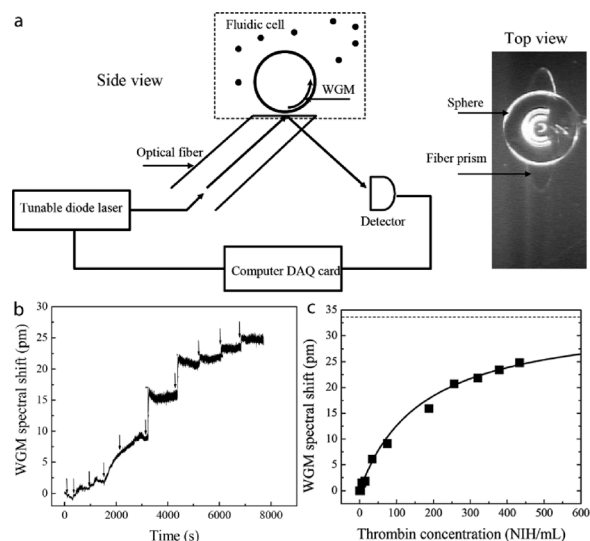 a
Fluidic cell
Side view
WGM
Optical fiber
Tunable diode laser
Detector
Computer DAQ card
Top view
Sphere
Fiber prism
b
WGM spectral shift (pm)
30
25
20
15
10
5
0
0 2000 4000 6000 8000
Time (s)
c
WGM spectral shift (pm)
35
30
25
20
15
10
5
0
0 100 200 300 400 500 600
Thrombin concentration (NIH/mL)